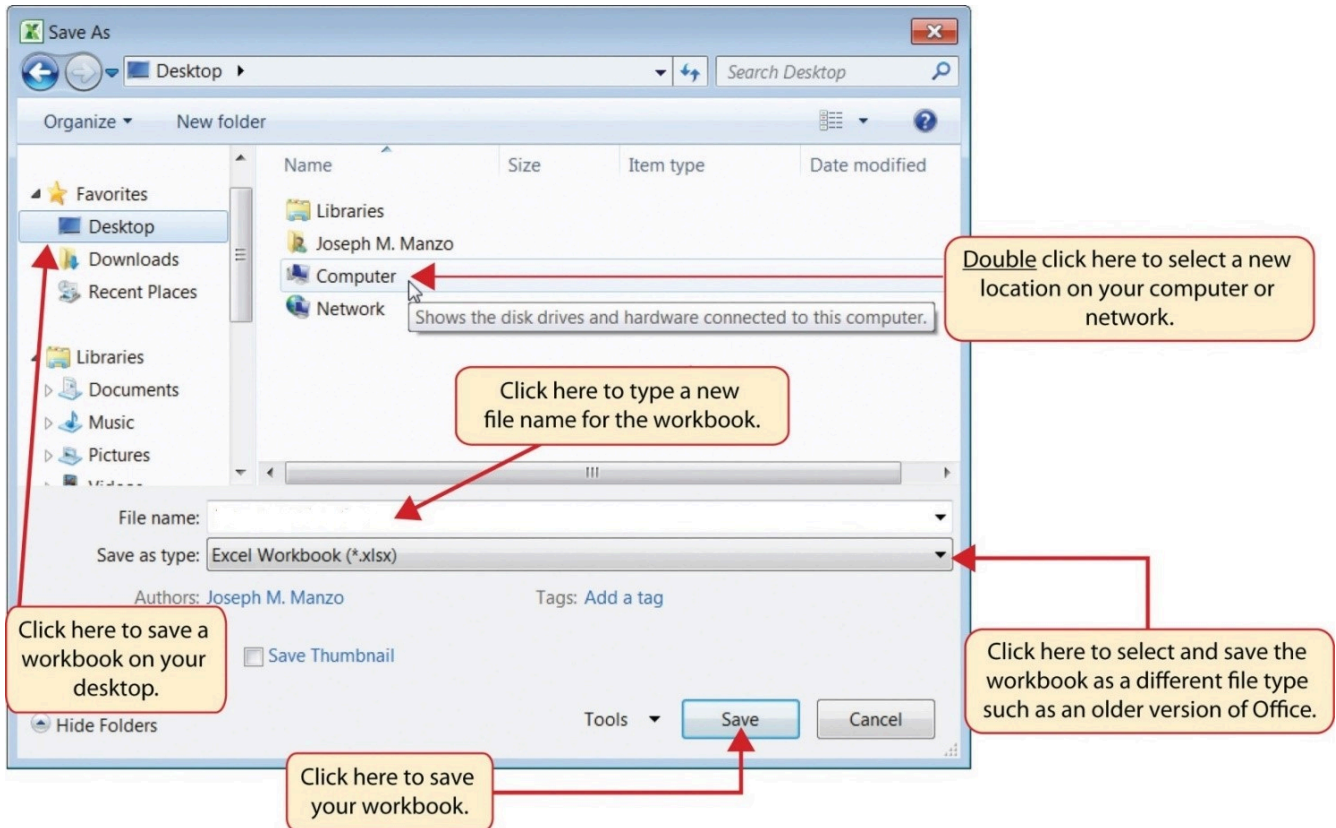 Save As
Desktop
Search Desktop
Organize New folder
Name Size Item type Date modified
Favorites
Desktop
Downloads
Recent Places
Libraries
Documents
Music
Pictures
Libraries
Joseph M. Manzo
Computer
Network
Shows the disk drives and hardware connected to this computer.
Double click here to select a new
location on your computer or
network.
Click here to type a new
file name for the workbook.
File name:
Save as type: Excel Workbook (*.xlsx)
Authors: Joseph M. Manzo Tags: Add a tag
Click here to save a
workbook on your
desktop.
Save Thumbnail
Click here to select and save the
workbook as a different file type
such as an older version of Office.
Hide Folders
Tools Save Cancel
Click here to save
your workbook.